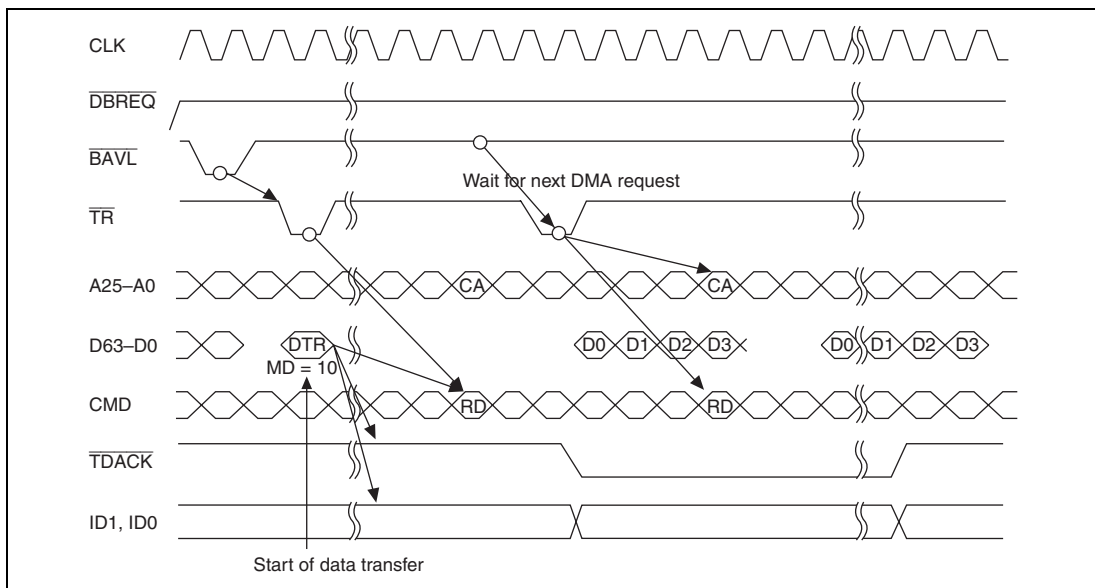 CLK
DBREQ
BAVL
Wait for next DMA request
TR
A25–A0 CA CA
D63–D0 DTR D0 D1 D2 D3 D0 D1 D2 D3
MD = 10
CMD RD RD
TDACK
ID1, ID0
Start of data transfer